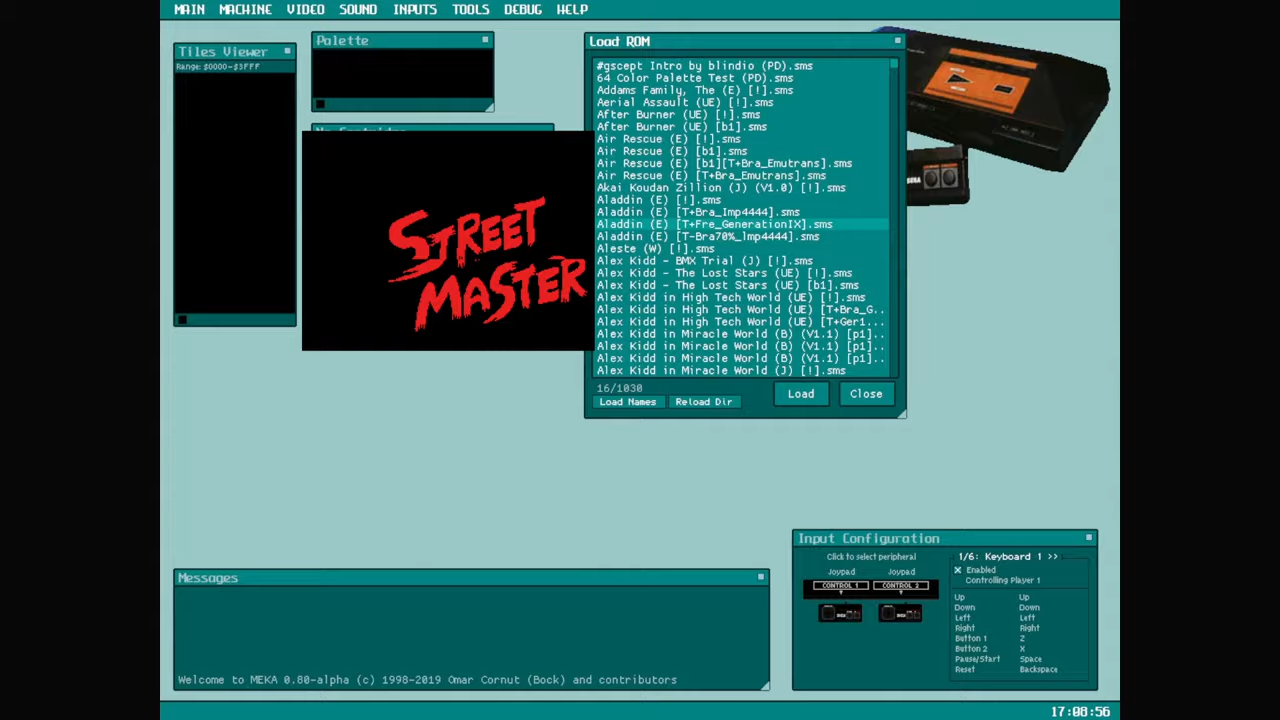 MAIN MACHINE VIDEO SOUND INPUTS TOOLS DEBUG HELP
Tiles Viewer
Range: $0000-$3FFF
Palette
STREET
MASTER
Load ROM
#gscept Intro by blindio (PD).sms
64 Color Palette Test (PD).sms
Addams Family, The (E) [!].sms
Aerial Assault (UE) [!].sms
After Burner (UE) [!].sms
After Burner (UE) [b1].sms
Air Rescue (E) [!].sms
Air Rescue (E) [b1].sms
Air Rescue (E) [b1][T+Bra_Emutrans].sms
Air Rescue (E) [T+Bra_Emutrans].sms
Akai Koudan Zillion (J) (V1.0) [!].sms
Aladdin (E) [!].sms
Aladdin (E) [T+Bra_Imp4444].sms
Aladdin (E) [T+Fre_GenerationIX].sms
Aladdin (E) [T-Bra70%_lmp4444].sms
Aleste (W) [!].sms
Alex Kidd - BMX Trial (J) [!].sms
Alex Kidd - The Lost Stars (UE) [!].sms
Alex Kidd - The Lost Stars (UE) [b1].sms
Alex Kidd in High Tech World (UE) [!].sms
Alex Kidd in High Tech World (UE) [T+Bra_G..
Alex Kidd in High Tech World (UE) [T+Ger1...
Alex Kidd in Miracle World (B) (V1.1) [p1]..
Alex Kidd in Miracle World (B) (V1.1) [p1]..
Alex Kidd in Miracle World (B) (V1.1) [p1]..
Alex Kidd in Miracle World (J) [!].sms
16/1030
Load Names Reload Dir Load Close
Input Configuration
Click to select peripheral
Joypad Joypad
CONTROL 1 CONTROL 2
1/6: Keyboard 1 >>
X Enabled
Controlling Player 1
Up Up
Down Down
Left Left
Right Right
Button 1 Z
Button 2 X
Pause/Start Space
Reset Backspace
Messages
Welcome to MEKA 0.80-alpha (c) 1998-2019 Omar Cornut (Bock) and contributors
17:08:56